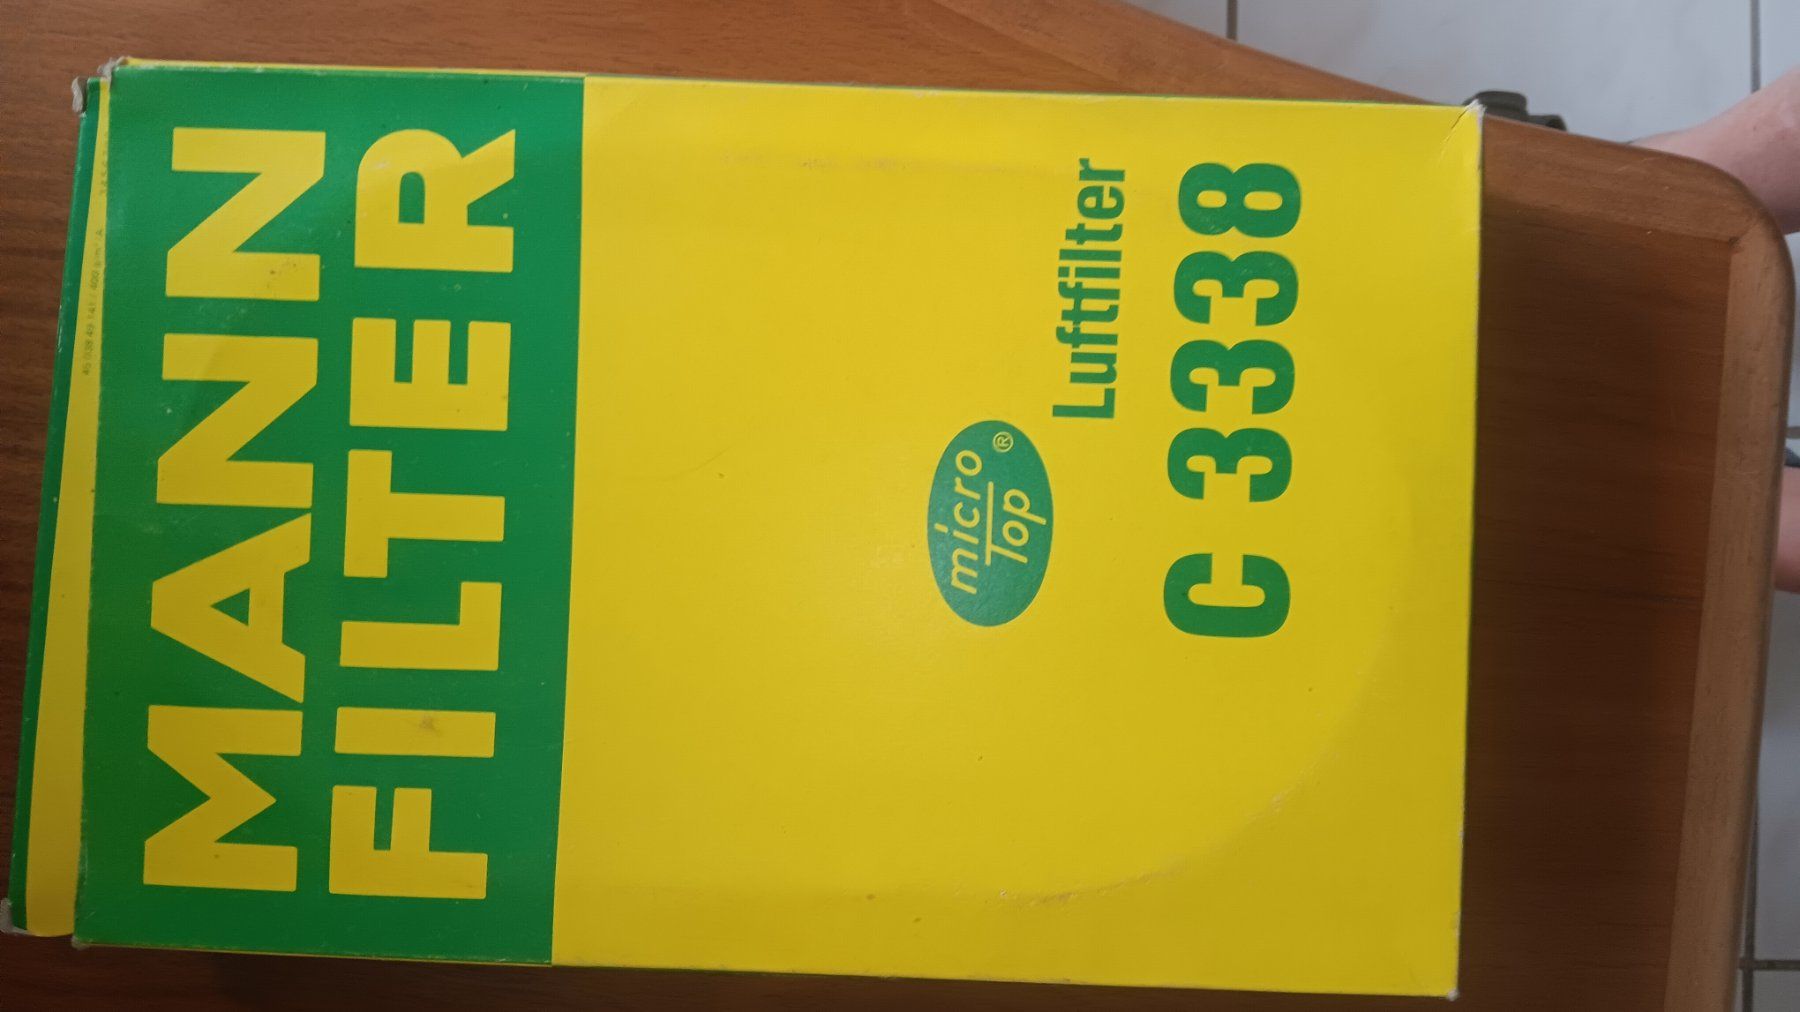 MANN
FILTER
micro
Top
®
Luftfilter
C 3338